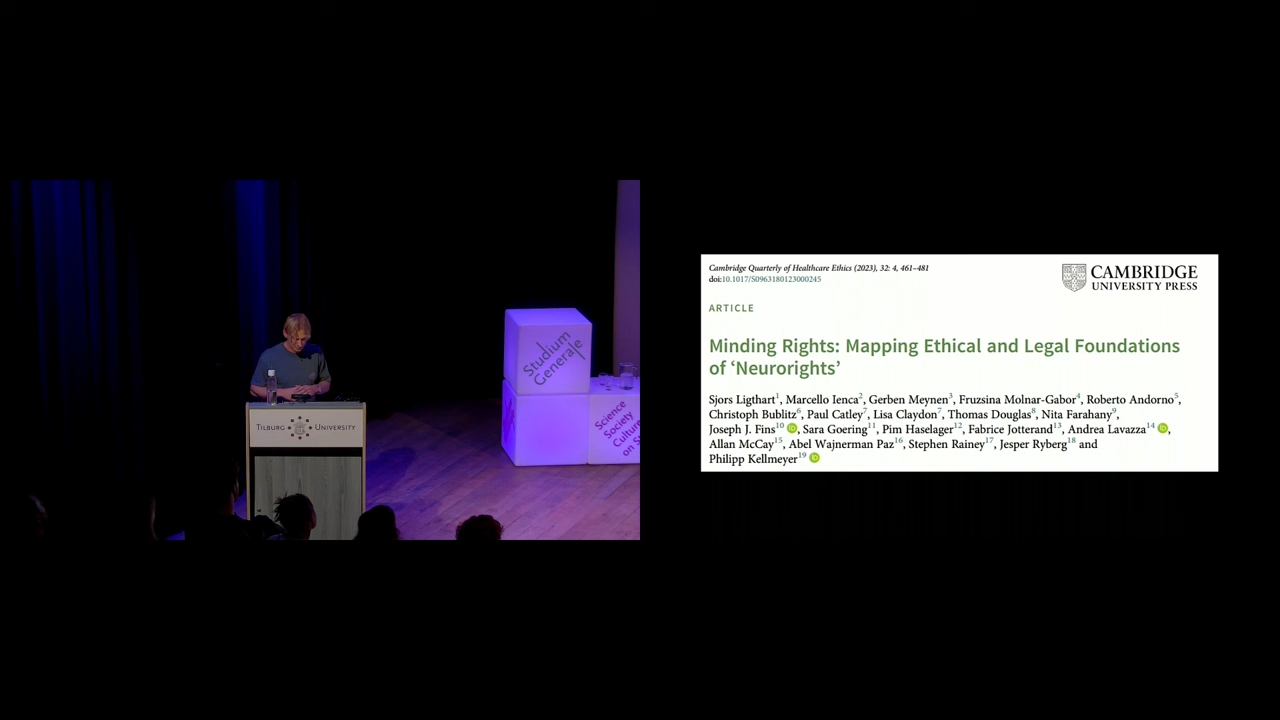 Studium
Generale
Science
Society
Culture
on
TILBURG UNIVERSITY
Cambridge Quarterly of Healthcare Ethics (2023), 32: 4, 461–481
doi:10.1017/S0963180123000245
CAMBRIDGE
UNIVERSITY PRESS
ARTICLE
Minding Rights: Mapping Ethical and Legal Foundations
of ‘Neurorights’
Sjors Ligthart1, Marcello Ienca2, Gerben Meynen3, Fruzsina Molnar-Gabor4, Roberto Andorno5,
Christoph Bublitz6, Paul Catley7, Lisa Claydon7, Thomas Douglas8, Nita Farahany9,
Joseph J. Fins10 iD, Sara Goering11, Pim Haselager12, Fabrice Jotterand13, Andrea Lavazza14 iD,
Allan McCay15, Abel Wajnerman Paz16, Stephen Rainey17, Jesper Ryberg18 and
Philipp Kellmeyer19 iD